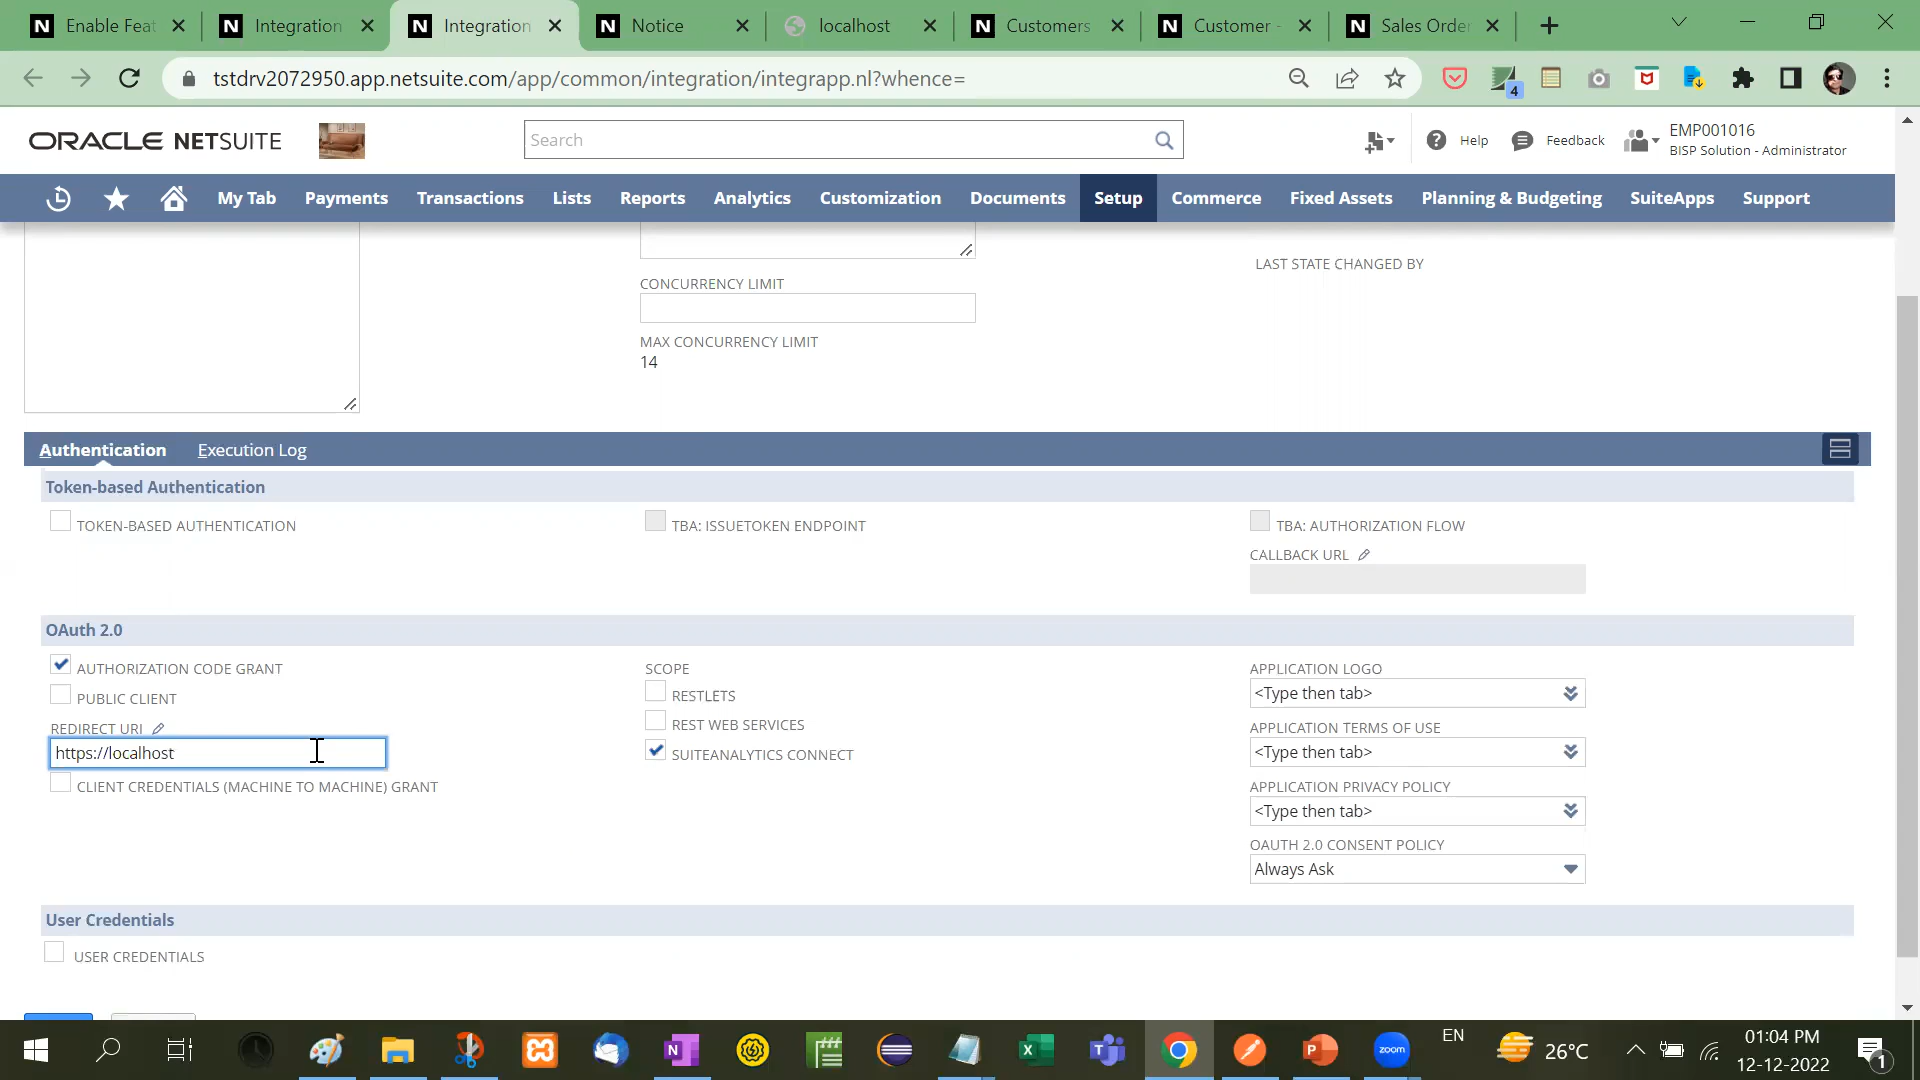 Enable Feat
Integration
Integration
Notice
localhost
Customers
Customer -
Sales Order
tstdrv2072950.app.netsuite.com/app/common/integration/integrapp.nl?whence=
4
ORACLE NETSUITE
Search
Help
Feedback
EMP001016
BISP Solution - Administrator
My Tab
Payments
Transactions
Lists
Reports
Analytics
Customization
Documents
Setup
Commerce
Fixed Assets
Planning & Budgeting
SuiteApps
Support
LAST STATE CHANGED BY
CONCURRENCY LIMIT
MAX CONCURRENCY LIMIT
14
Authentication
Execution Log
Token-based Authentication
TOKEN-BASED AUTHENTICATION
TBA: ISSUETOKEN ENDPOINT
TBA: AUTHORIZATION FLOW
CALLBACK URL
OAuth 2.0
AUTHORIZATION CODE GRANT
SCOPE
APPLICATION LOGO
PUBLIC CLIENT
RESTLETS
<Type then tab>
REDIRECT URI
REST WEB SERVICES
APPLICATION TERMS OF USE
https://localhost
SUITEANALYTICS CONNECT
<Type then tab>
CLIENT CREDENTIALS (MACHINE TO MACHINE) GRANT
APPLICATION PRIVACY POLICY
<Type then tab>
OAUTH 2.0 CONSENT POLICY
Always Ask
User Credentials
USER CREDENTIALS
zoom
EN
26°C
01:04 PM
12-12-2022
1